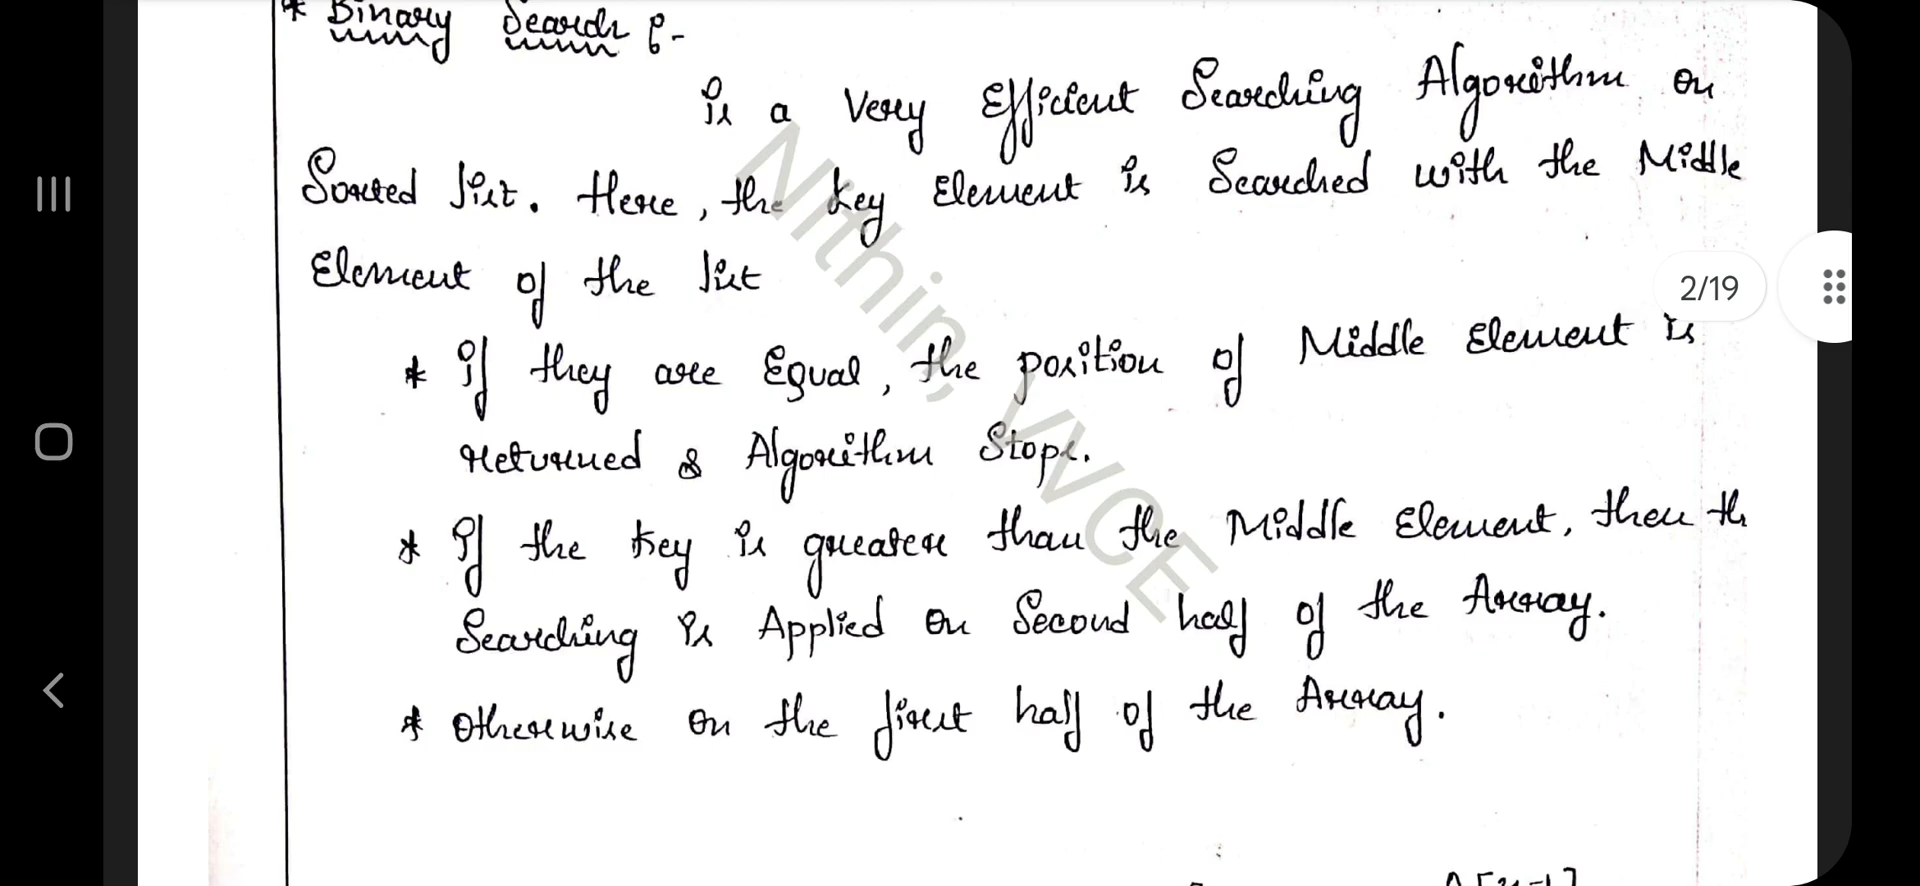 * Binary Search :-
is a Very Efficient Searching Algorithm on
Sorted list. Here, the key Element is Searched with the Middle
Element of the list
* if they are Equal, the position of Middle Element is
returned & Algorithm Stops.
* If the key is greater than the Middle Element, then th
Searching is Applied on Second half of the Array.
* Otherwise on the first half of the Array.
A[n-1]
Nithin, VVCE
2/19